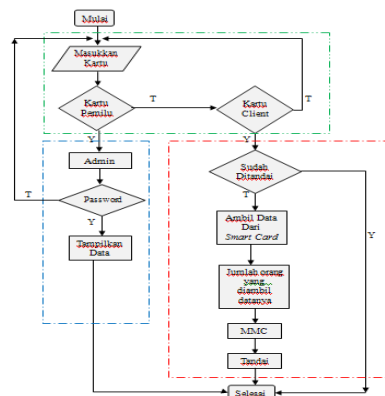 Mulai
Masukkan
Kartu
Kartu
Pemilu
T
Kartu
Client
T
Y
Y
Admin
Sudah
Ditandai
T
Password
T
Y
Ambil Data
Dari
Smart Card
Y
Tampilkan
Data
Jumlah orang
yang
diambil
datanya
MMC
Tandai
Selesai